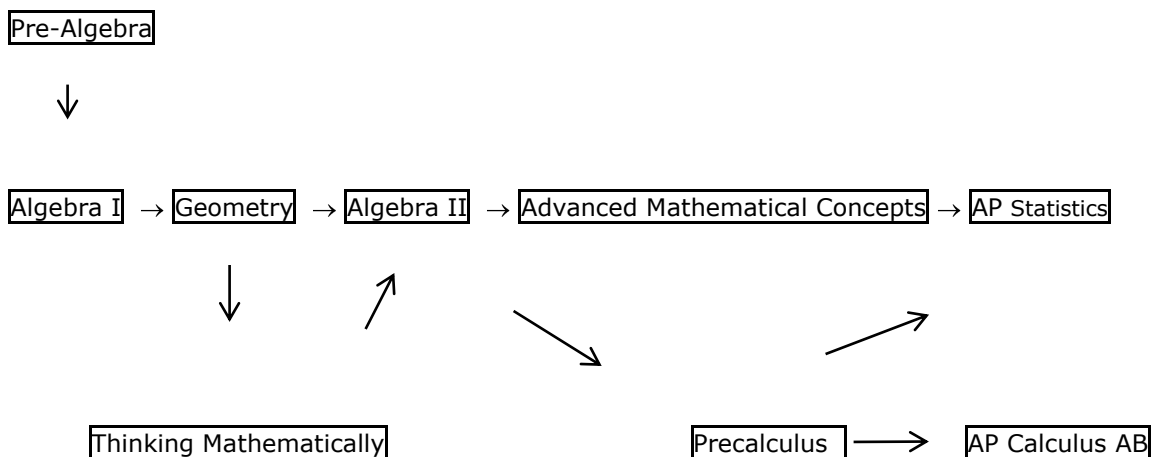 Pre-Algebra
Algebra I → Geometry → Algebra II → Advanced Mathematical Concepts → AP Statistics
Thinking Mathematically Precalculus AP Calculus AB